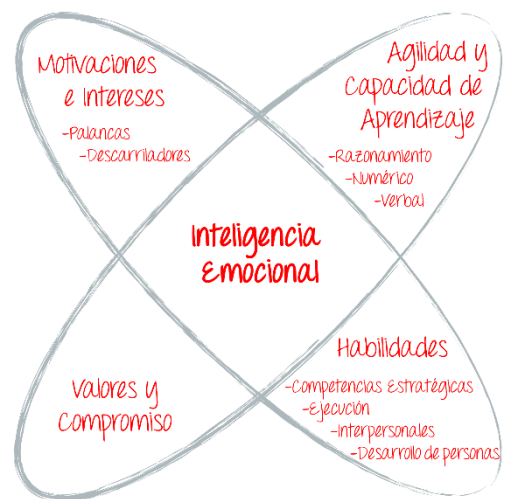 Motivaciones
e Intereses
-Palancas
-Descarriladores
Agilidad y
Capacidad de
Aprendizaje
-Razonamiento
-Numérico
-Verbal
Inteligencia
Emocional
Valores y
Compromiso
Habilidades
-Competencias Estratégicas
-Ejecución
-Interpersonales
-Desarrollo de personas